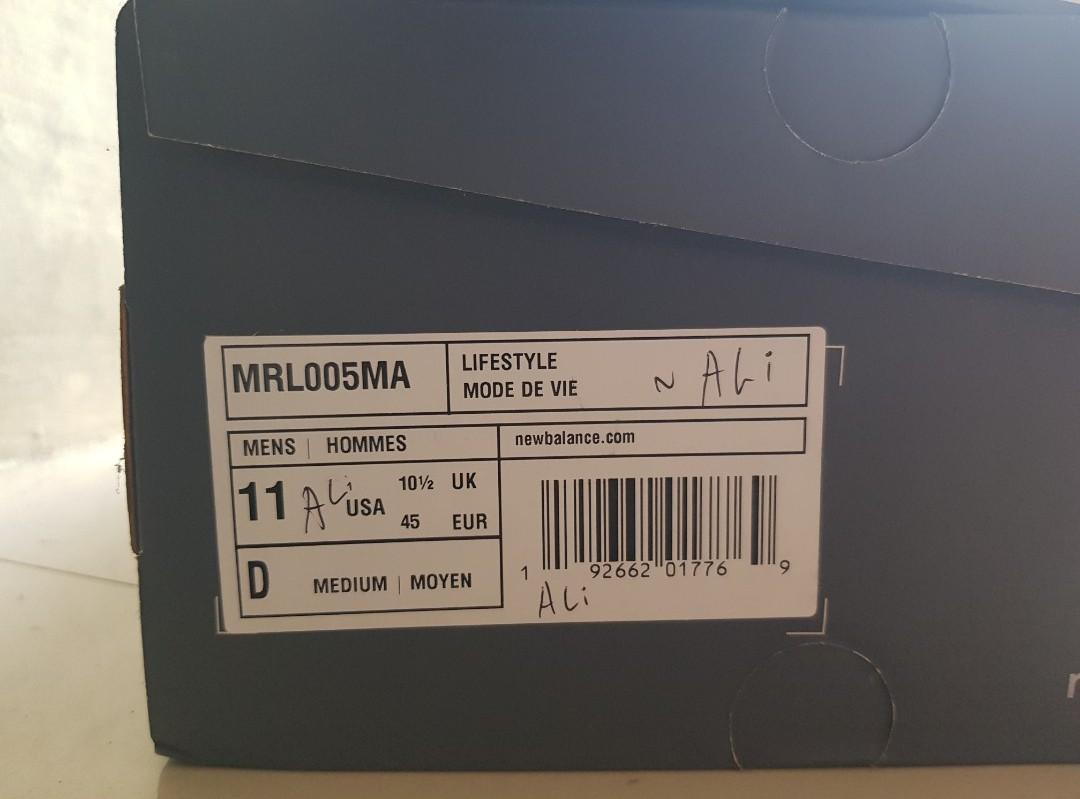 MRL005MA
LIFESTYLE
MODE DE VIE
~ ALi
MENS | HOMMES
newbalance.com
11 ALi USA
10½ UK
45 EUR
D MEDIUM | MOYEN
1 92662 01776 9
ALi